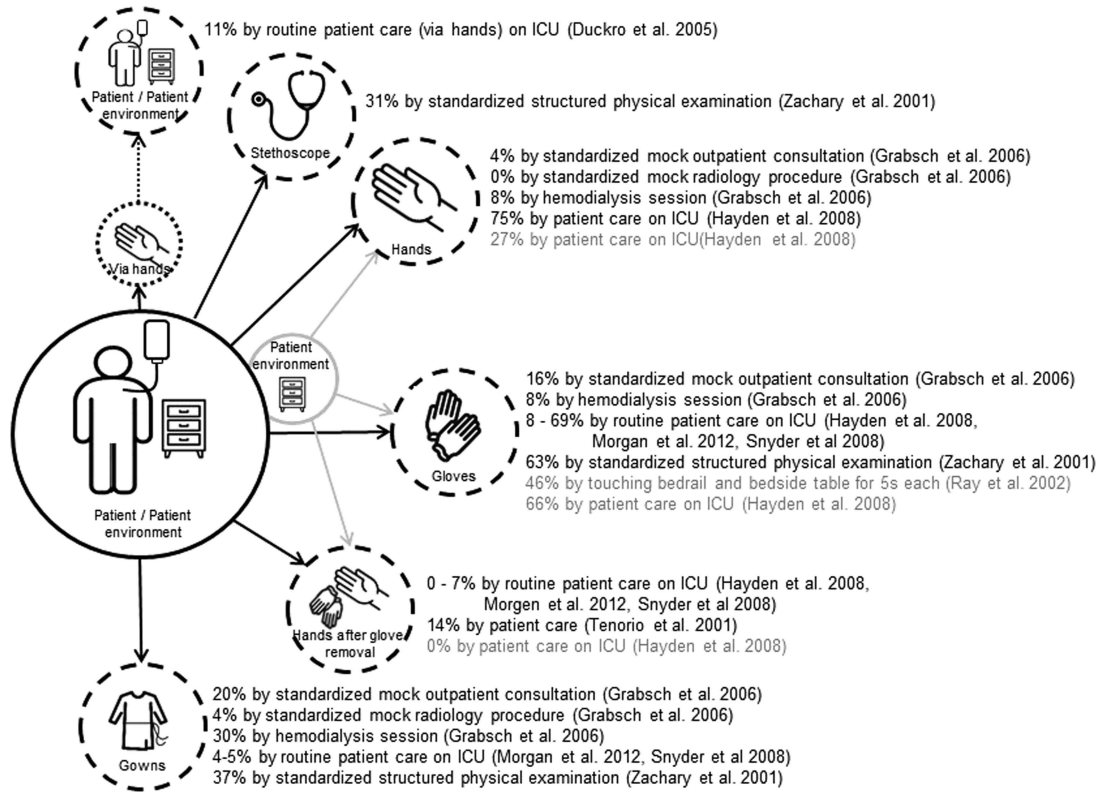 11% by routine patient care (via hands) on ICU (Duckro et al. 2005)
Patient / Patient
environment
31% by standardized structured physical examination (Zachary et al. 2001)
Stethoscope
4% by standardized mock outpatient consultation (Grabsch et al. 2006)
0% by standardized mock radiology procedure (Grabsch et al. 2006)
8% by hemodialysis session (Grabsch et al. 2006)
75% by patient care on ICU (Hayden et al. 2008)
27% by patient care on ICU(Hayden et al. 2008)
Hands
Via hands
Patient
environment
Patient / Patient
environment
16% by standardized mock outpatient consultation (Grabsch et al. 2006)
8% by hemodialysis session (Grabsch et al. 2006)
8 - 69% by routine patient care on ICU (Hayden et al. 2008,
Morgan et al. 2012, Snyder et al 2008)
63% by standardized structured physical examination (Zachary et al. 2001)
46% by touching bedrail and bedside table for 5s each (Ray et al. 2002)
66% by patient care on ICU (Hayden et al. 2008)
Gloves
0 - 7% by routine patient care on ICU (Hayden et al. 2008,
Morgen et al. 2012, Snyder et al 2008)
14% by patient care (Tenorio et al. 2001)
0% by patient care on ICU (Hayden et al. 2008)
Hands after glove
removal
20% by standardized mock outpatient consultation (Grabsch et al. 2006)
4% by standardized mock radiology procedure (Grabsch et al. 2006)
30% by hemodialysis session (Grabsch et al. 2006)
4-5% by routine patient care on ICU (Morgan et al. 2012, Snyder et al 2008)
37% by standardized structured physical examination (Zachary et al. 2001)
Gowns